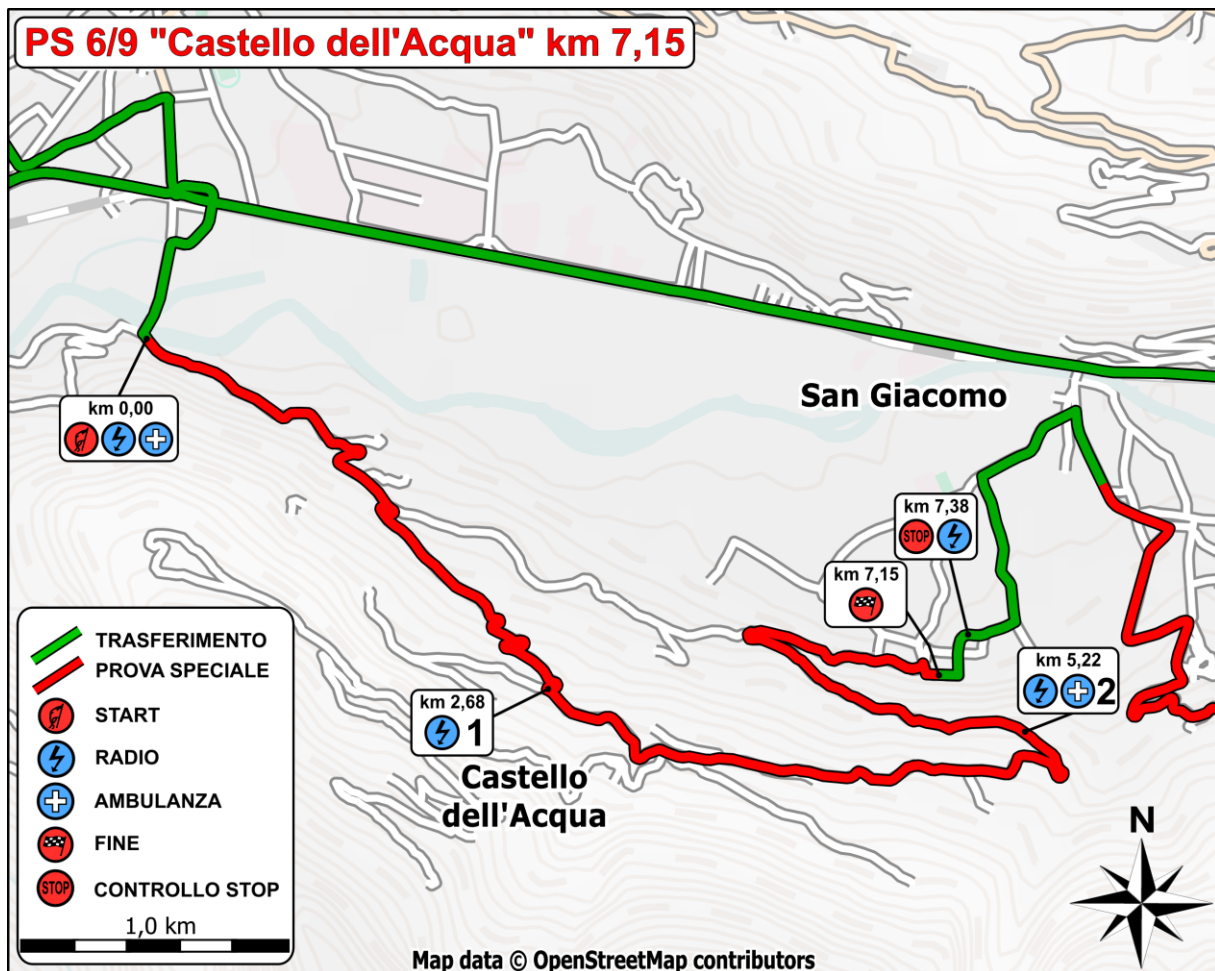 PS 6/9 "Castello dell'Acqua" km 7,15
km 0,00
San Giacomo
km 7,38
STOP
km 7,15
km 5,22
2
km 2,68
1
Castello
dell'Acqua
TRASFERIMENTO
PROVA SPECIALE
START
RADIO
AMBULANZA
FINE
STOP CONTROLLO STOP
1,0 km
N
Map data © OpenStreetMap contributors